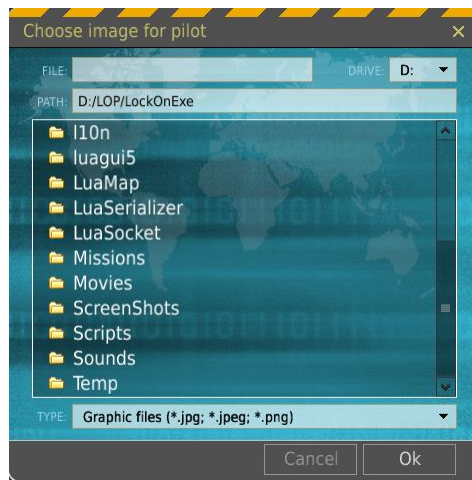 Choose image for pilot
FILE: DRIVE: D:
PATH: D:/LOP/LockOnExe
l10n
luagui5
LuaMap
LuaSerializer
LuaSocket
Missions
Movies
ScreenShots
Scripts
Sounds
Temp
TYPE: Graphic files (*.jpg; *.jpeg; *.png)
Cancel Ok